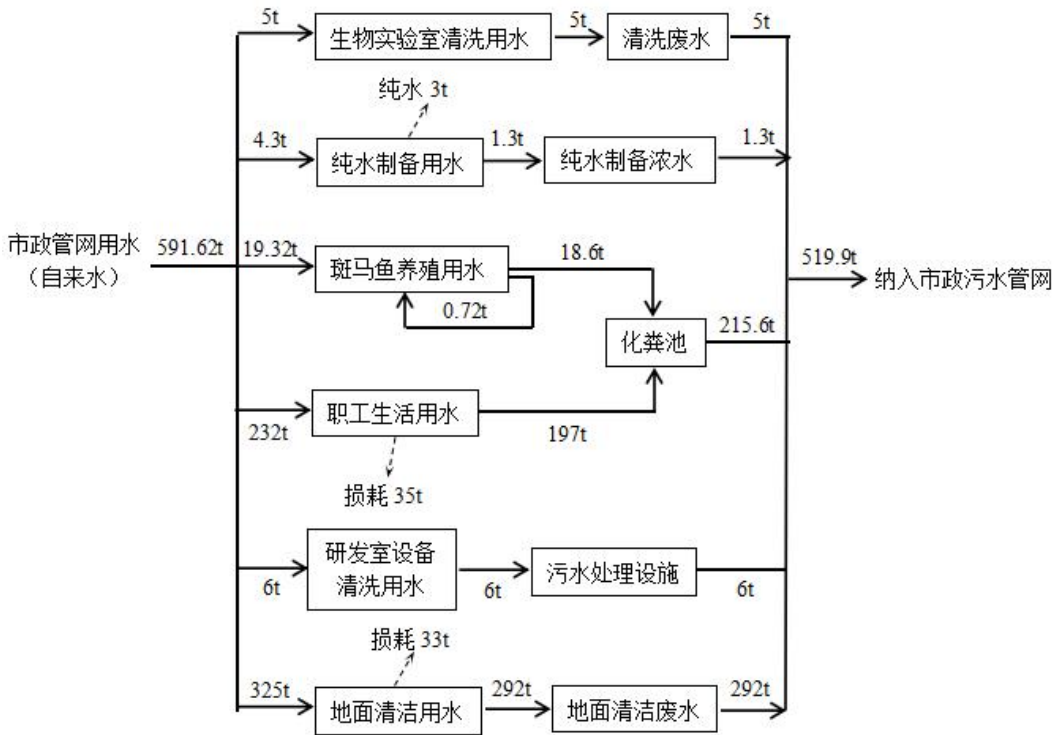 5t
生物实验室清洗用水
5t
清洗废水
5t
纯水 3t
4.3t
纯水制备用水
1.3t
纯水制备浓水
1.3t
市政管网用水
（自来水）
591.62t
19.32t
斑马鱼养殖用水
18.6t
0.72t
化粪池
215.6t
519.9t
纳入市政污水管网
232t
职工生活用水
197t
损耗 35t
6t
研发室设备
清洗用水
6t
污水处理设施
6t
损耗 33t
325t
地面清洁用水
292t
地面清洁废水
292t